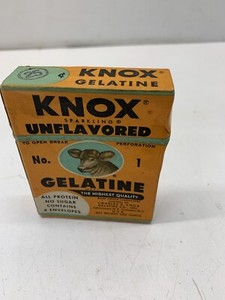 4
KNOX®
GELATINE
KNOX®
SPARKLING®
UNFLAVORED
TO OPEN BREAK PERFORATION
No. 1
GELATINE
THE HIGHEST QUALITY
ALL PROTEIN
NO SUGAR
CONTAINS
4 ENVELOPES